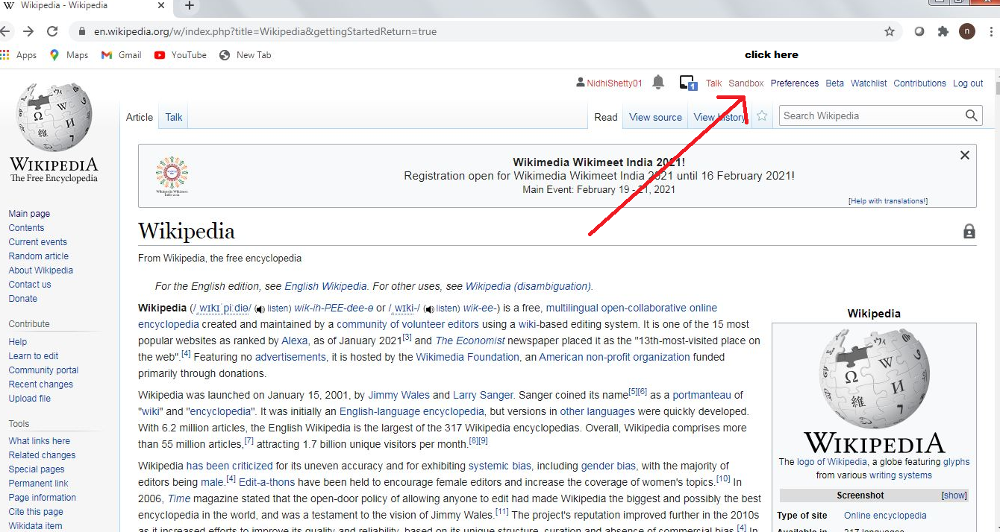 Wikipedia - Wikipedia
en.wikipedia.org/w/index.php?title=Wikipedia&gettingStartedReturn=true
n
Apps Maps Gmail YouTube New Tab
click here
NidhiShetty01 1 Talk Sandbox Preferences Beta Watchlist Contributions Log out
Article Talk Read View source View history Search Wikipedia
WIKIPEDIA
The Free Encyclopedia
Main page
Contents
Current events
Random article
About Wikipedia
Contact us
Donate
Contribute
Help
Learn to edit
Community portal
Recent changes
Upload file
Tools
What links here
Related changes
Special pages
Permanent link
Page information
Cite this page
Wikidata item
Wikimedia Wikimeet India 2021!
Registration open for Wikimedia Wikimeet India 2021 until 16 February 2021!
Main Event: February 19 - 21, 2021
[Help with translations!]
Wikimedia Wikimeet
India 2021
Wikipedia
From Wikipedia, the free encyclopedia
For the English edition, see English Wikipedia. For other uses, see Wikipedia (disambiguation).
Wikipedia (/ˌwɪkɪˈpiːdiə/ (listen) wik-ih-PEE-dee-ə or /ˌwɪki-/ (listen) wik-ee-) is a free, multilingual open-collaborative online
encyclopedia created and maintained by a community of volunteer editors using a wiki-based editing system. It is one of the 15 most
popular websites as ranked by Alexa, as of January 2021[3] and The Economist newspaper placed it as the "13th-most-visited place on
the web".[4] Featuring no advertisements, it is hosted by the Wikimedia Foundation, an American non-profit organization funded
primarily through donations.
Wikipedia was launched on January 15, 2001, by Jimmy Wales and Larry Sanger. Sanger coined its name[5][6] as a portmanteau of
"wiki" and "encyclopedia". It was initially an English-language encyclopedia, but versions in other languages were quickly developed.
With 6.2 million articles, the English Wikipedia is the largest of the 317 Wikipedia encyclopedias. Overall, Wikipedia comprises more
than 55 million articles,[7] attracting 1.7 billion unique visitors per month.[8][9]
Wikipedia has been criticized for its uneven accuracy and for exhibiting systemic bias, including gender bias, with the majority of
editors being male.[4] Edit-a-thons have been held to encourage female editors and increase the coverage of women's topics.[10] In
2006, Time magazine stated that the open-door policy of allowing anyone to edit had made Wikipedia the biggest and possibly the best
encyclopedia in the world, and was a testament to the vision of Jimmy Wales.[11] The project's reputation improved further in the 2010s
as it increased efforts to improve its quality and reliability, based on its unique structure, curation and absence of commercial bias.[4] In
Wikipedia
WIKIPEDIA
The logo of Wikipedia, a globe featuring glyphs
from various writing systems
Screenshot [show]
Type of site Online encyclopedia
Available in 317 languages